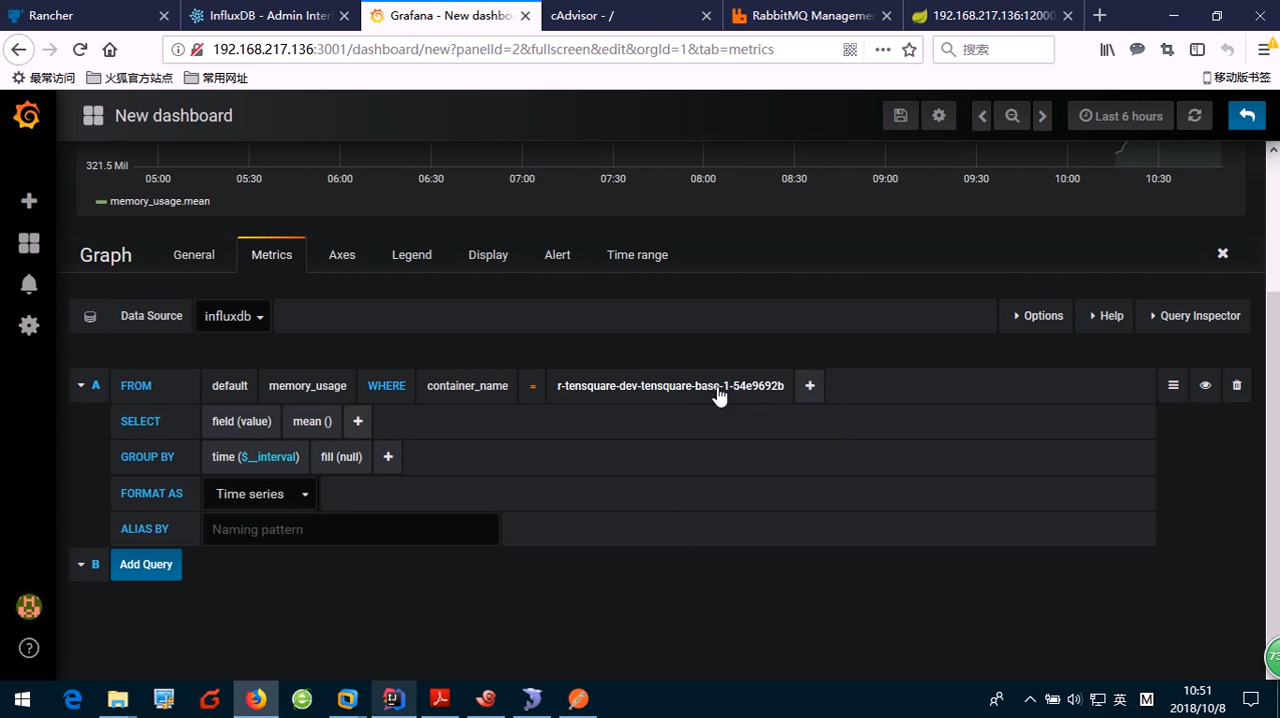 Rancher
InfluxDB - Admin Inter
Grafana - New dashbo
cAdvisor - /
RabbitMQ Manageme
192.168.217.136:12000
192.168.217.136:3001/dashboard/new?panelId=2&fullscreen&edit&orgId=1&tab=metrics
搜索
最常访问 火狐官方站点 常用网址 移动版书签
New dashboard
Last 6 hours
321.5 Mil
05:00 05:30 06:00 06:30 07:00 07:30 08:00 08:30 09:00 09:30 10:00 10:30
memory_usage.mean
Graph General Metrics Axes Legend Display Alert Time range
Data Source influxdb Options Help Query Inspector
A FROM default memory_usage WHERE container_name = r-tensquare-dev-tensquare-base-1-54e9692b
SELECT field (value) mean ()
GROUP BY time ($__interval) fill (null)
FORMAT AS Time series
ALIAS BY Naming pattern
B Add Query
73
英 M
10:51
2018/10/8